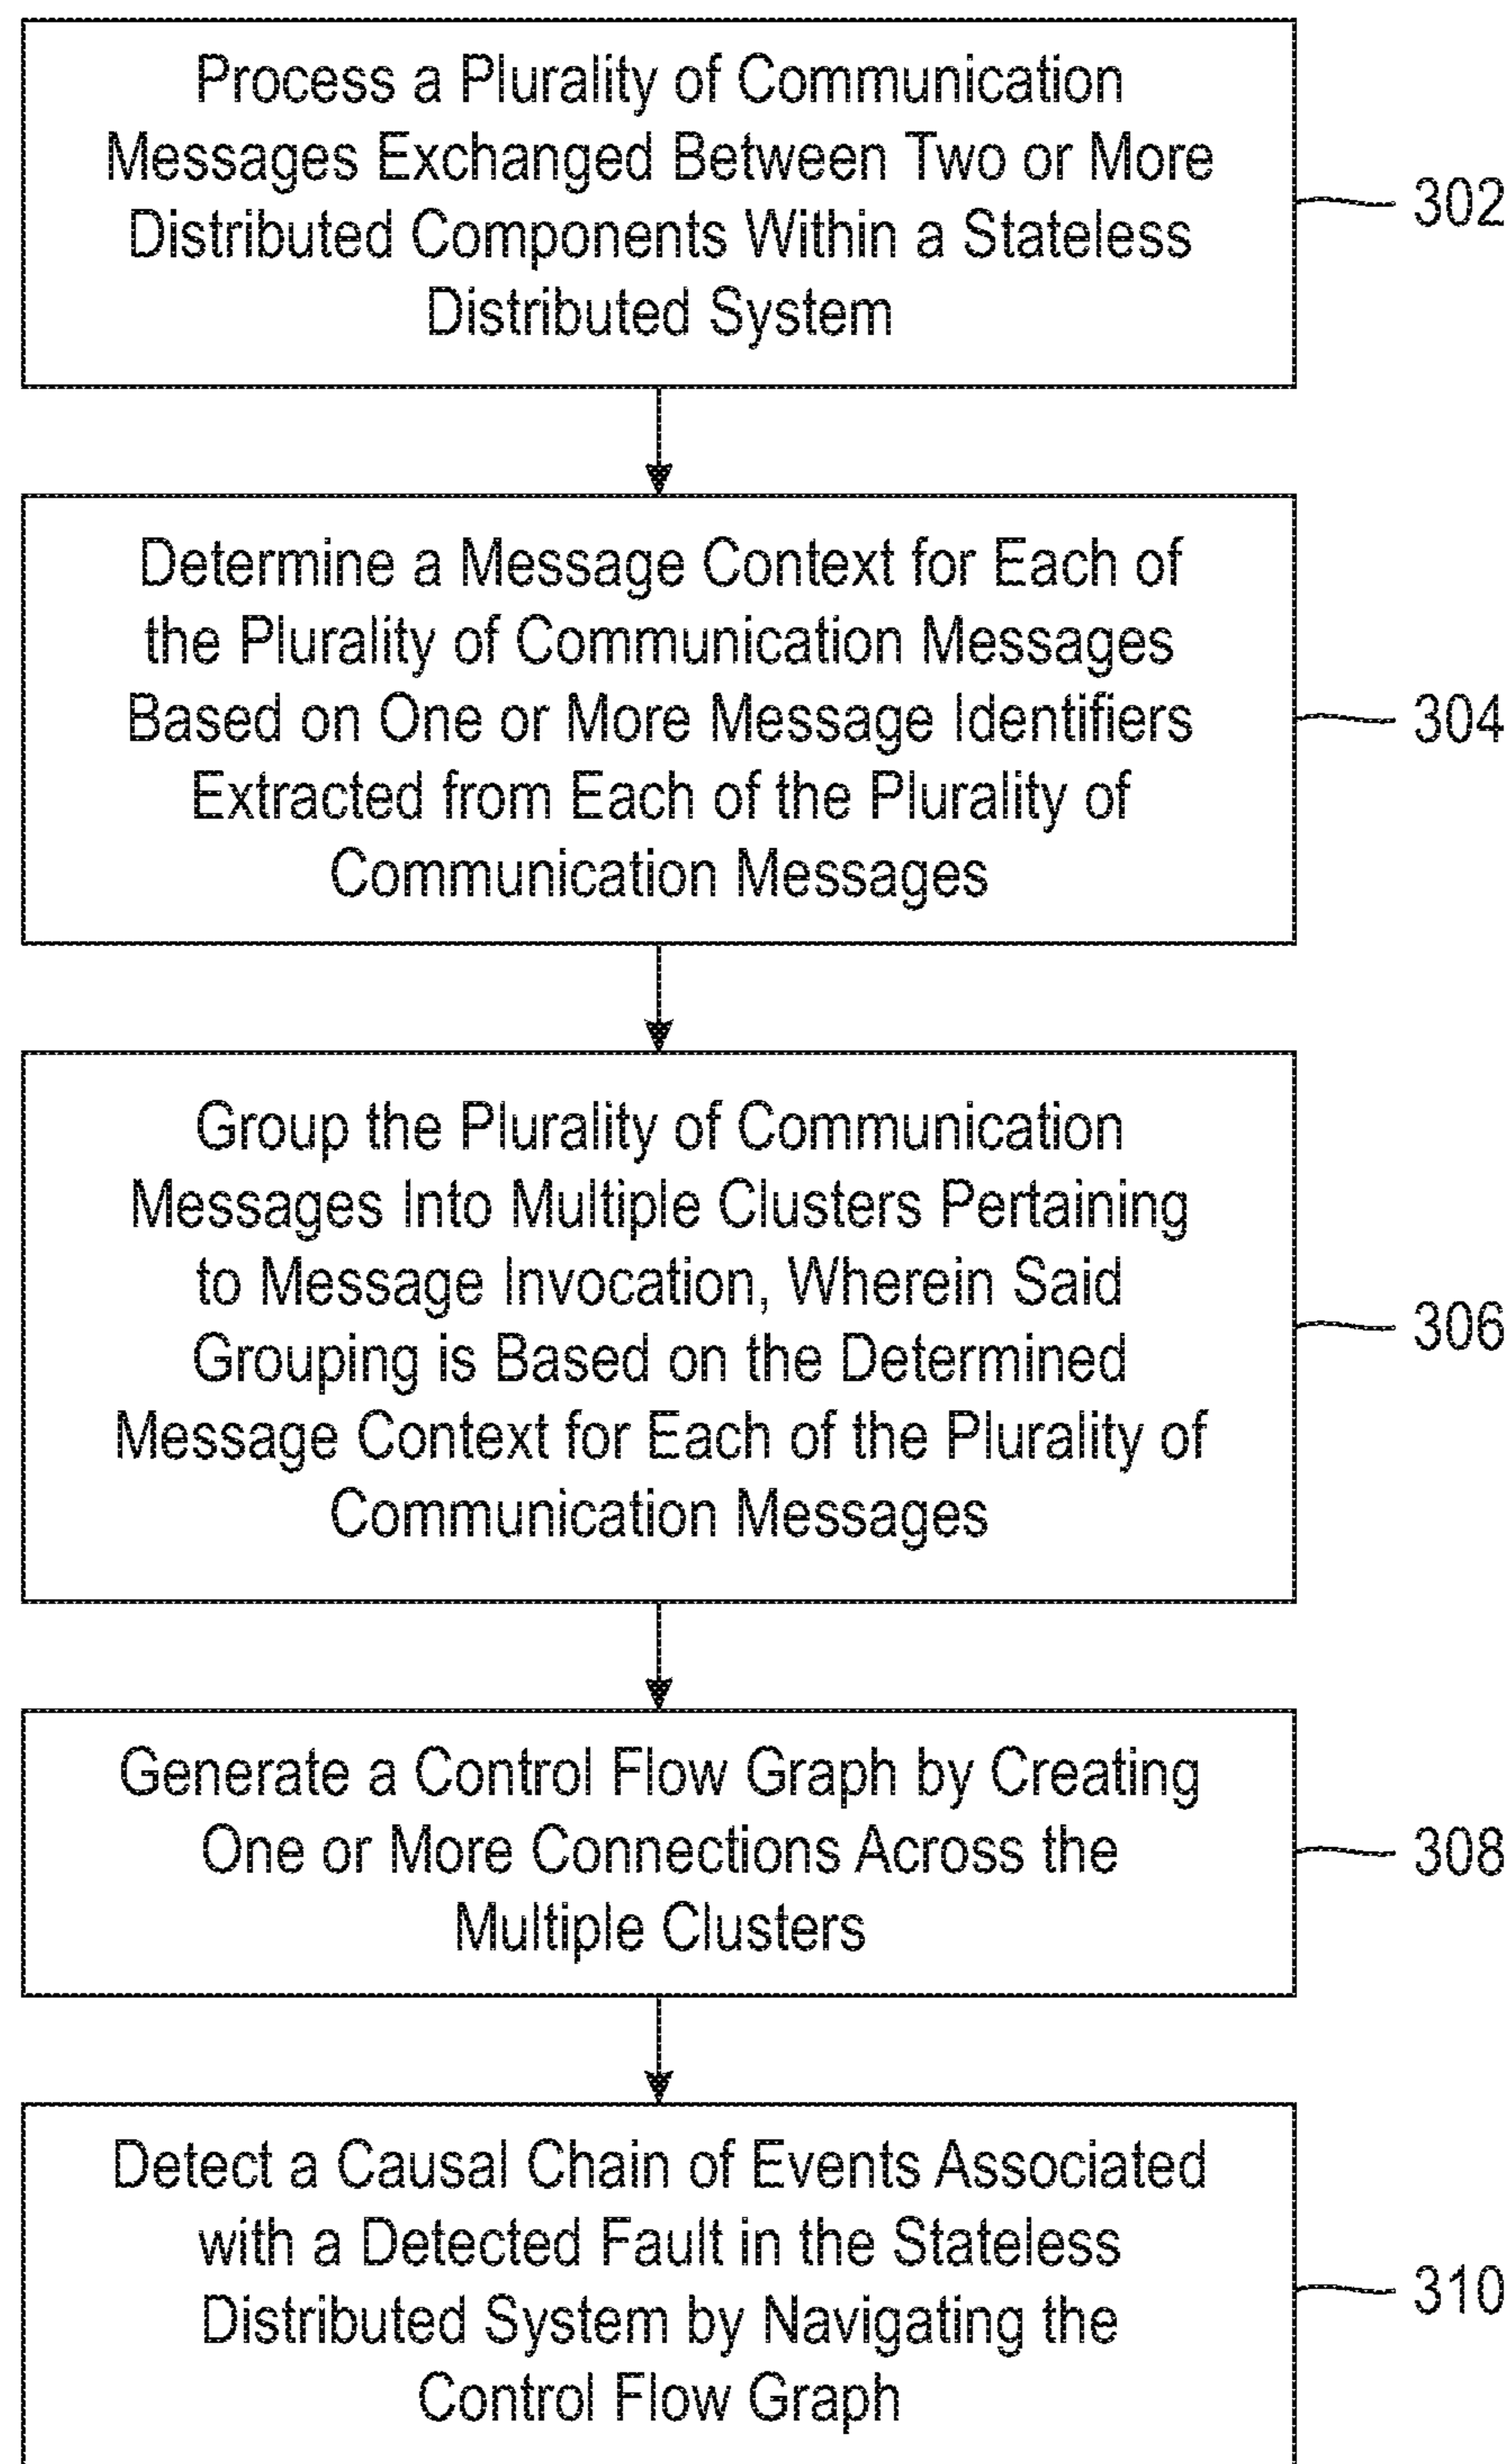 Process a Plurality of Communication
Messages Exchanged Between Two or More
Distributed Components Within a Stateless
Distributed System
302
Determine a Message Context for Each of
the Plurality of Communication Messages
Based on One or More Message Identifiers
Extracted from Each of the Plurality of
Communication Messages
304
Group the Plurality of Communication
Messages Into Multiple Clusters Pertaining
to Message Invocation, Wherein Said
Grouping is Based on the Determined
Message Context for Each of the Plurality of
Communication Messages
306
Generate a Control Flow Graph by Creating
One or More Connections Across the
Multiple Clusters
308
Detect a Causal Chain of Events Associated
with a Detected Fault in the Stateless
Distributed System by Navigating the
Control Flow Graph
310